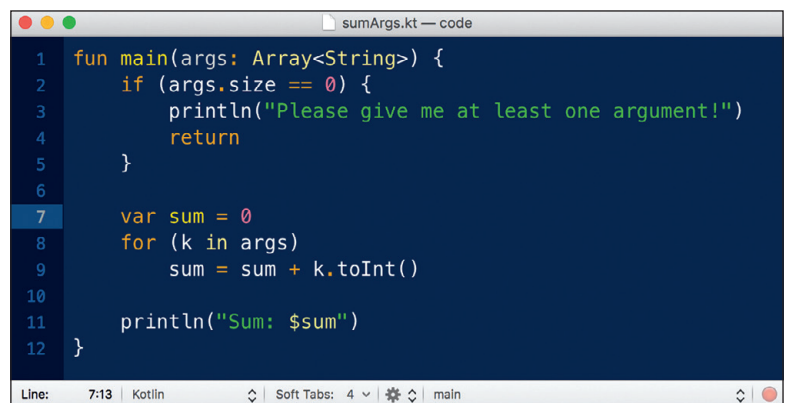 sumArgs.kt — code
1 fun main(args: Array<String>) {
2     if (args.size == 0) {
3         println("Please give me at least one argument!")
4         return
5     }
6
7     var sum = 0
8     for (k in args)
9         sum = sum + k.toInt()
10
11     println("Sum: $sum")
12 }
Line: 7:13 Kotlin Soft Tabs: 4 main